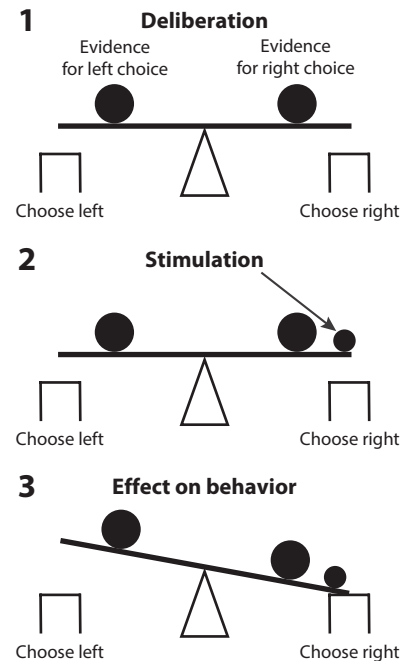 1 Deliberation
Evidence
for left choice
Evidence
for right choice
Choose left
Choose right
2 Stimulation
Choose left
Choose right
3 Effect on behavior
Choose left
Choose right